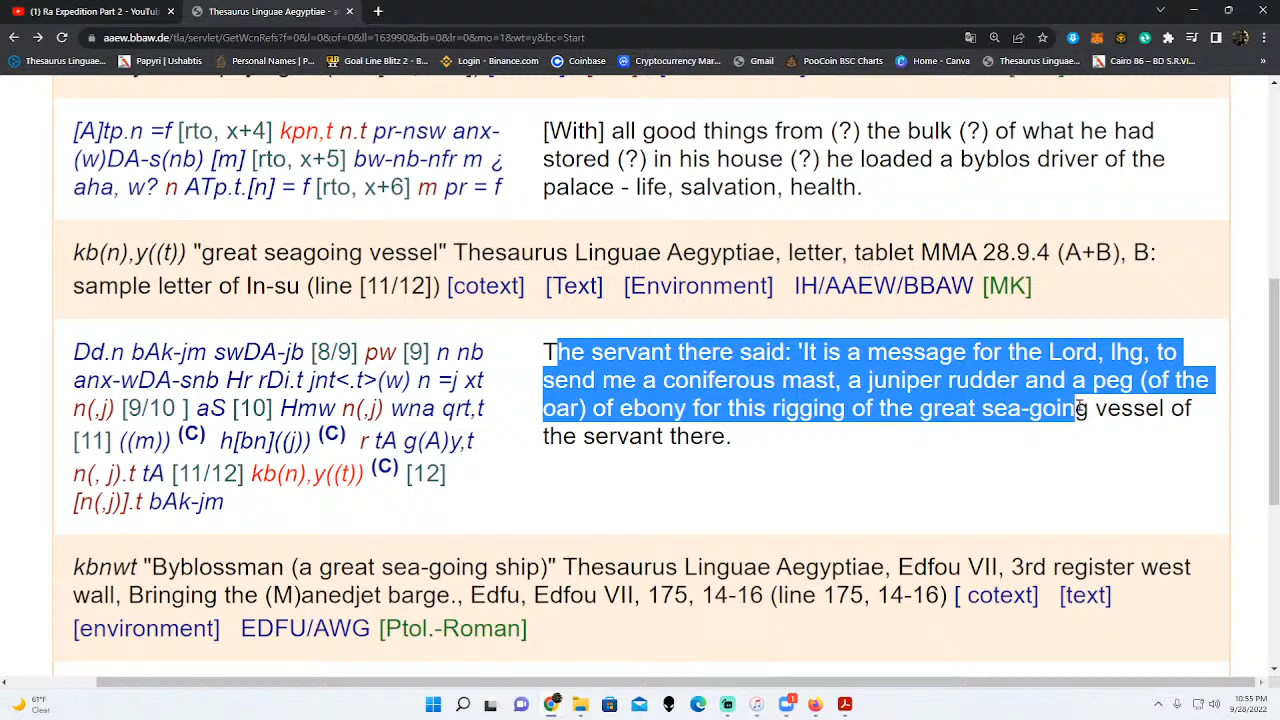 (1) Ra Expedition Part 2 - YouTub
Thesaurus Linguae Aegyptiae - et
aaew.bbaw.de/tla/servlet/GetWcnRefs?f=0&l=0&of=0&ll=163990&db=0&lr=0&mo=1&wt=y&bc=Start
Thesaurus Linguae...
Papyri | Ushabtis
Personal Names | P...
Goal Line Blitz 2 - B...
Login - Binance.com
Coinbase
Cryptocurrency Mar...
Gmail
PooCoin BSC Charts
Home - Canva
Thesaurus Lingua...
Cairo 86 – BD S.R.VI...
[A]tp.n =f [rto, x+4] kpn,t n.t pr-nsw anx-
(w)DA-s(nb) [m] [rto, x+5] bw-nb-nfr m ¿
aha, w? n ATp.t.[n] = f [rto, x+6] m pr = f
[With] all good things from (?) the bulk (?) of what he had
stored (?) in his house (?) he loaded a byblos driver of the
palace - life, salvation, health.
kb(n),y((t)) "great seagoing vessel" Thesaurus Linguae Aegyptiae, letter, tablet MMA 28.9.4 (A+B), B:
sample letter of In-su (line [11/12]) [cotext] [Text] [Environment] IH/AAEW/BBAW [MK]
Dd.n bAk-jm swDA-jb [8/9] pw [9] n nb
anx-wDA-snb Hr rDi.t jnt<.t>(w) n =j xt
n(,j) [9/10 ] aS [10] Hmw n(,j) wna qrt,t
[11] ((m)) (C) h[bn]((j)) (C) r tA g(A)y,t
n(, j).t tA [11/12] kb(n),y((t)) (C) [12]
[n(,j)].t bAk-jm
The servant there said: 'It is a message for the Lord, lhg, to
send me a coniferous mast, a juniper rudder and a peg (of the
oar) of ebony for this rigging of the great sea-going vessel of
the servant there.
kbnwt "Byblossman (a great sea-going ship)" Thesaurus Linguae Aegyptiae, Edfou VII, 3rd register west
wall, Bringing the (M)anedjet barge., Edfu, Edfou VII, 175, 14-16 (line 175, 14-16) [ cotext] [text]
[environment] EDFU/AWG [Ptol.-Roman]
61°F
Clear
10:55 PM
9/28/2022